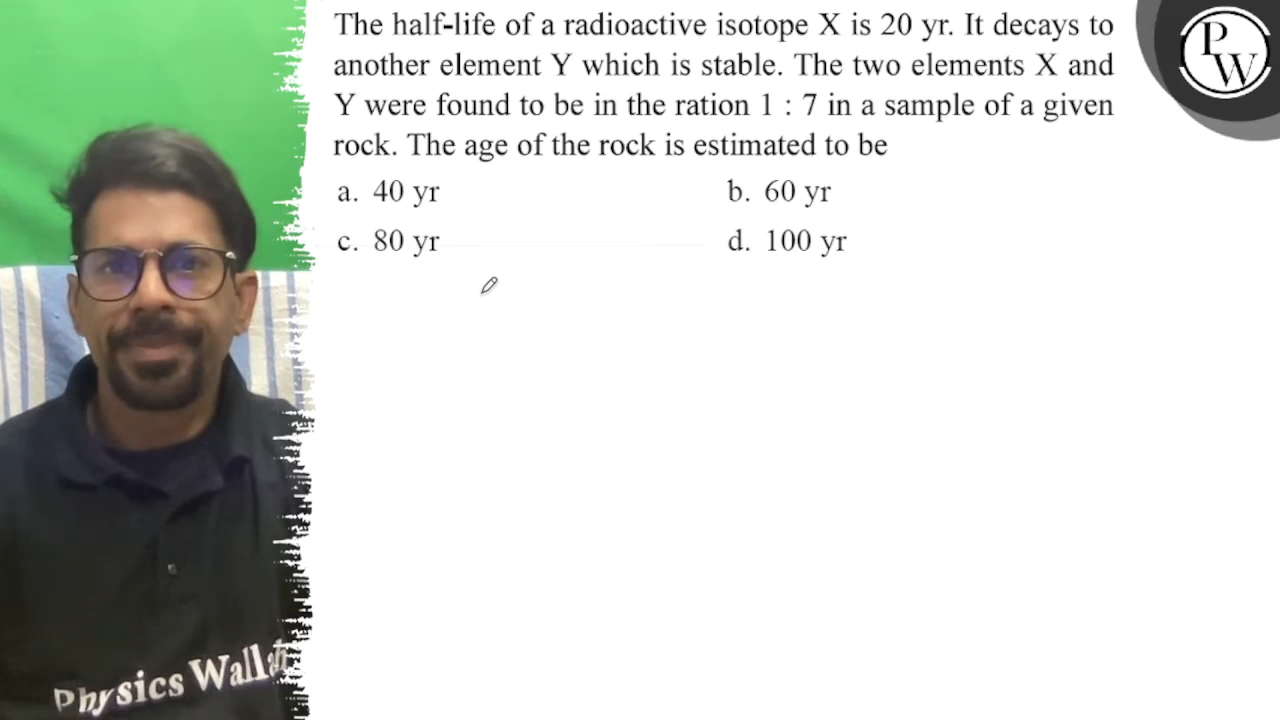 The half-life of a radioactive isotope X is 20 yr. It decays to
another element Y which is stable. The two elements X and
Y were found to be in the ration 1 : 7 in a sample of a given
rock. The age of the rock is estimated to be
a. 40 yr
b. 60 yr
c. 80 yr
d. 100 yr
P
W
Physics Wallah